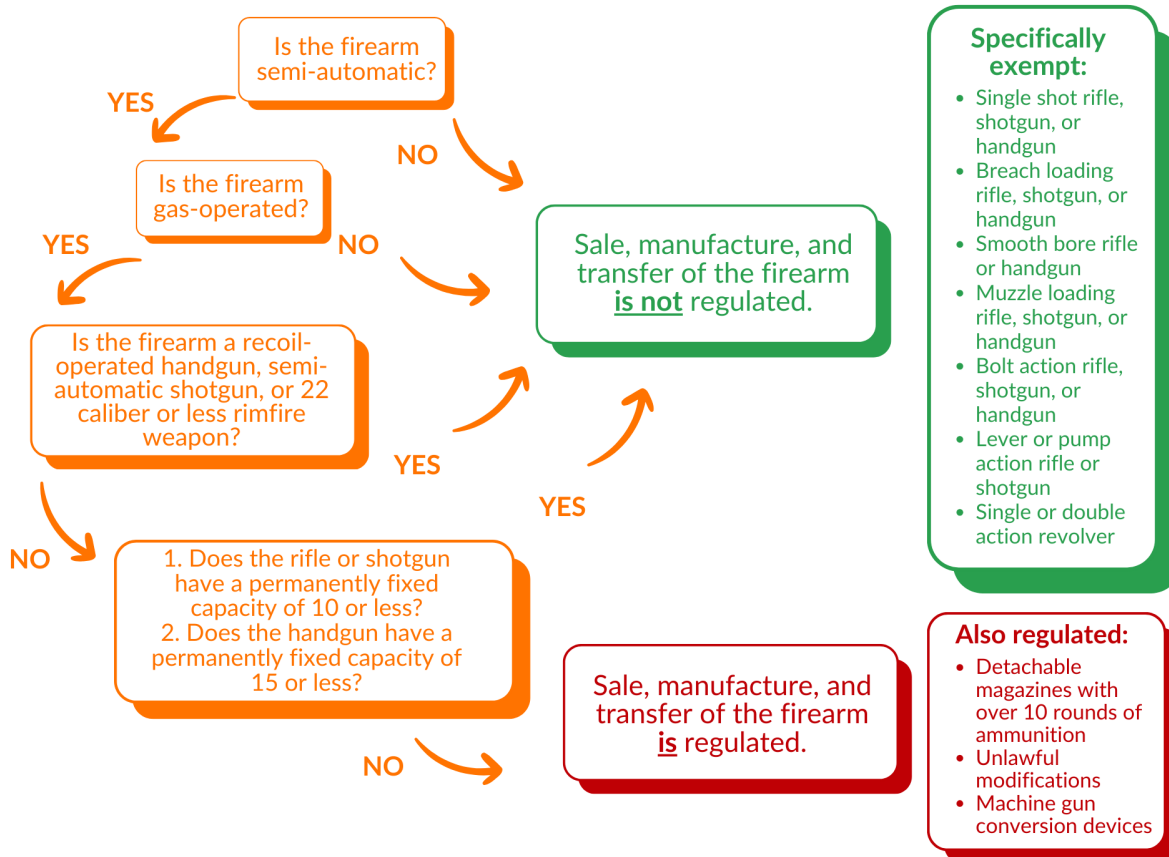 Is the firearm
semi-automatic?
YES
NO
Is the firearm
gas-operated?
YES
NO
Sale, manufacture, and
transfer of the firearm
is not regulated.
Is the firearm a recoil-
operated handgun, semi-
automatic shotgun, or 22
caliber or less rimfire
weapon?
YES
NO
YES
1. Does the rifle or shotgun
have a permanently fixed
capacity of 10 or less?
2. Does the handgun have a
permanently fixed capacity of
15 or less?
NO
Sale, manufacture, and
transfer of the firearm
is regulated.
Specifically
exempt:
• Single shot rifle,
shotgun, or
handgun
• Breach loading
rifle, shotgun, or
handgun
• Smooth bore rifle
or handgun
• Muzzle loading
rifle, shotgun, or
handgun
• Bolt action rifle,
shotgun, or
handgun
• Lever or pump
action rifle or
shotgun
• Single or double
action revolver
Also regulated:
• Detachable
magazines with
over 10 rounds of
ammunition
• Unlawful
modifications
• Machine gun
conversion devices